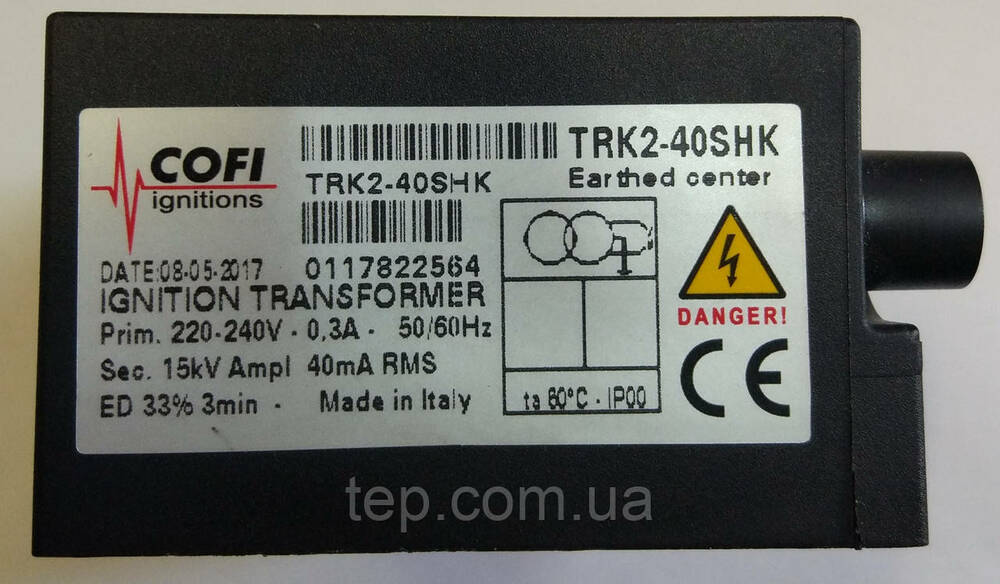 COFI
ignitions
TRK2-40SHK
TRK2-40SHK
Earthed center
DATE:08-05-2017
0117822564
IGNITION TRANSFORMER
Prim. 220-240V - 0,3A - 50/60Hz
Sec. 15kV Ampl 40mA RMS
ED 33% 3min - Made in Italy
ta 60°C - IP00
DANGER!
CE
tep.com.ua